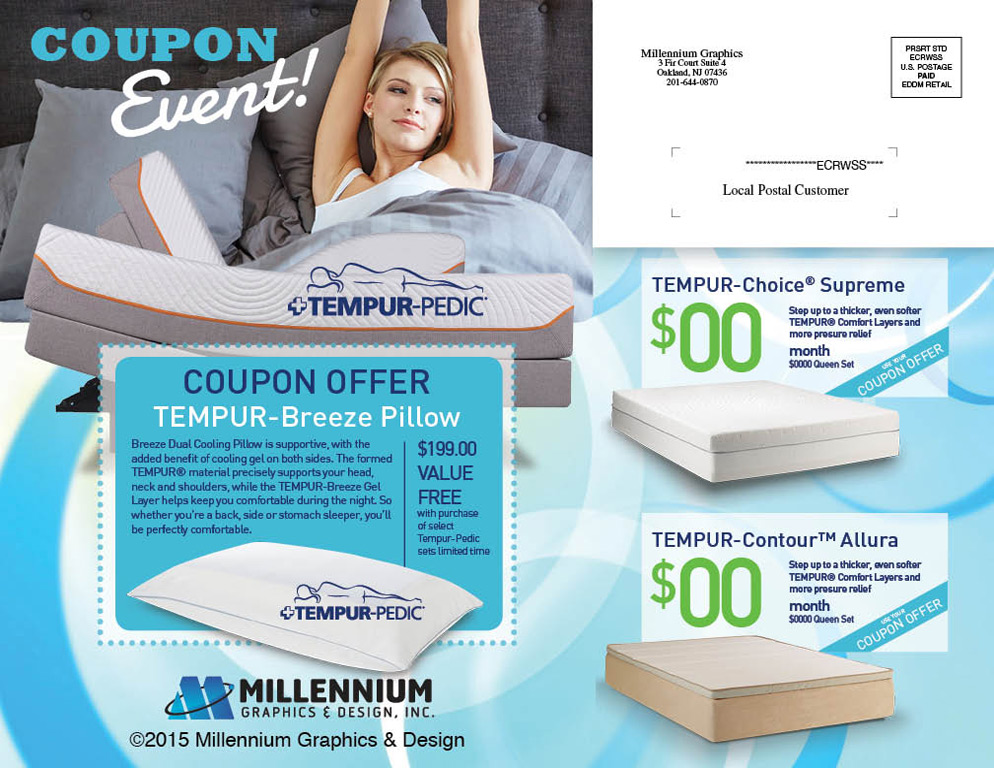 COUPON
Event!
Millennium Graphics
3 Fir Court Suite 4
Oakland, NJ 07436
201-644-0870
PRSRT STD
ECRWSS
U.S. POSTAGE
PAID
EDDM RETAIL
*****************ECRWSS****
Local Postal Customer
TEMPUR-PEDIC®
COUPON OFFER
TEMPUR-Breeze Pillow
Breeze Dual Cooling Pillow is supportive, with the
added benefit of cooling gel on both sides. The formed
TEMPUR® material precisely supports your head,
neck and shoulders, while the TEMPUR-Breeze Gel
Layer helps keep you comfortable during the night. So
whether you're a back, side or stomach sleeper, you'll
be perfectly comfortable.
$199.00
VALUE
FREE
with purchase
of select
Tempur-Pedic
sets limited time
TEMPUR-PEDIC®
MILLENNIUM
GRAPHICS & DESIGN, INC.
©2015 Millennium Graphics & Design
TEMPUR-Choice® Supreme
$00
Step up to a thicker, even softer
TEMPUR® Comfort Layers and
more presure relief
month
$0000 Queen Set
USE YOUR
COUPON OFFER
TEMPUR-Contour™ Allura
$00
Step up to a thicker, even softer
TEMPUR® Comfort Layers and
more presure relief
month
$0000 Queen Set
USE YOUR
COUPON OFFER